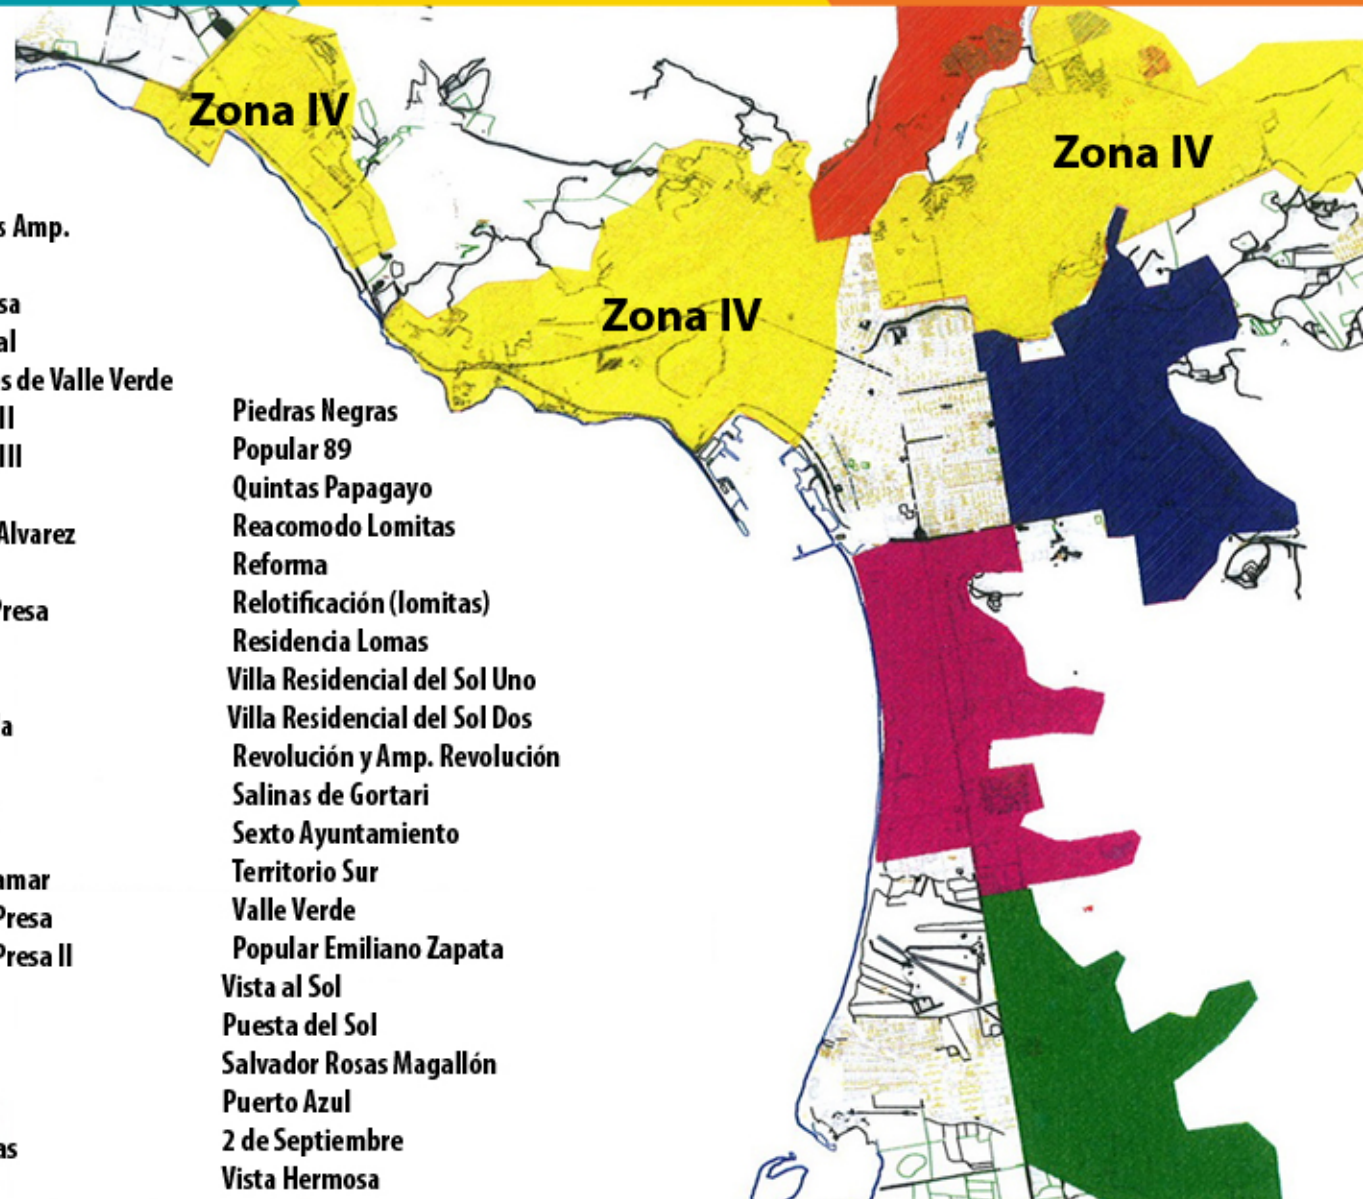 Zona IV
Zona IV
Zona IV
s Amp.
sa
al
s de Valle Verde
II
III
Alvarez
Presa
a
amar
Presa
Presa II
as
Piedras Negras
Popular 89
Quintas Papagayo
Reacomodo Lomitas
Reforma
Relotificación (lomitas)
Residencia Lomas
Villa Residencial del Sol Uno
Villa Residencial del Sol Dos
Revolución y Amp. Revolución
Salinas de Gortari
Sexto Ayuntamiento
Territorio Sur
Valle Verde
Popular Emiliano Zapata
Vista al Sol
Puesta del Sol
Salvador Rosas Magallón
Puerto Azul
2 de Septiembre
Vista Hermosa